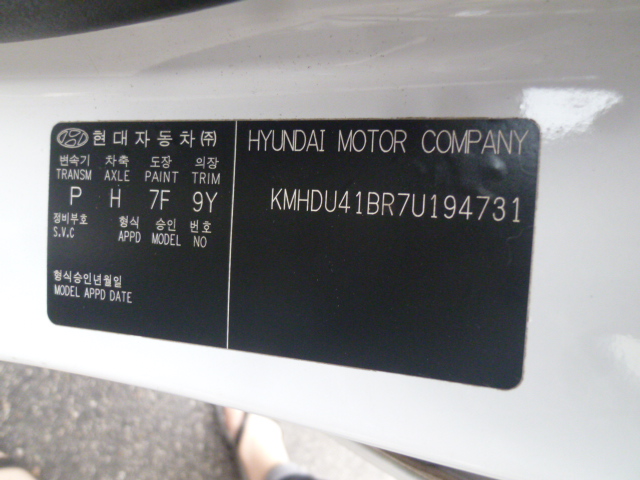 현대자동차㈜
변속기 차축 도장 의장
TRANSM AXLE PAINT TRIM
P H 7F 9Y
정비부호 형식 승인 번호
S.V.C APPD MODEL NO
형식승인년월일
MODEL APPD DATE
HYUNDAI MOTOR COMPANY
KMHDU41BR7U194731